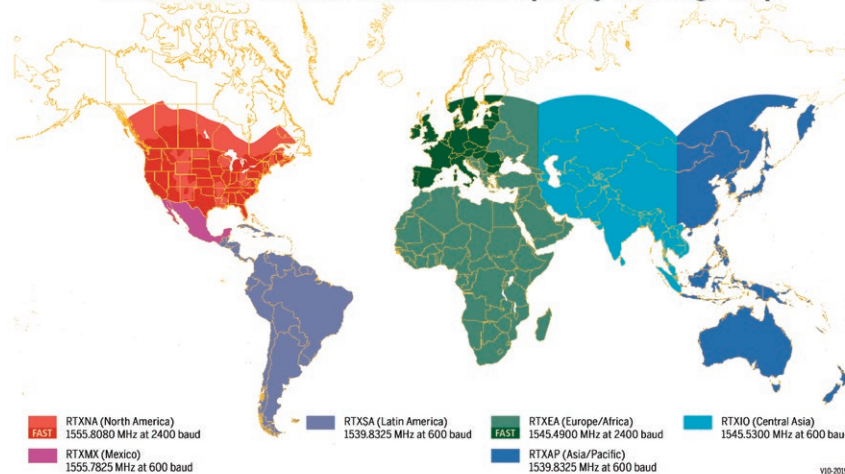 RTXNA (North America)
FAST
1555.8080 MHz at 2400 baud
RTXMX (Mexico)
1555.7825 MHz at 600 baud
RTXSA (Latin America)
1539.8325 MHz at 600 baud
RTXEA (Europe/Africa)
FAST
1545.4900 MHz at 2400 baud
RTXAP (Asia/Pacific)
1539.8325 MHz at 600 baud
RTXIO (Central Asia)
1545.5300 MHz at 600 baud